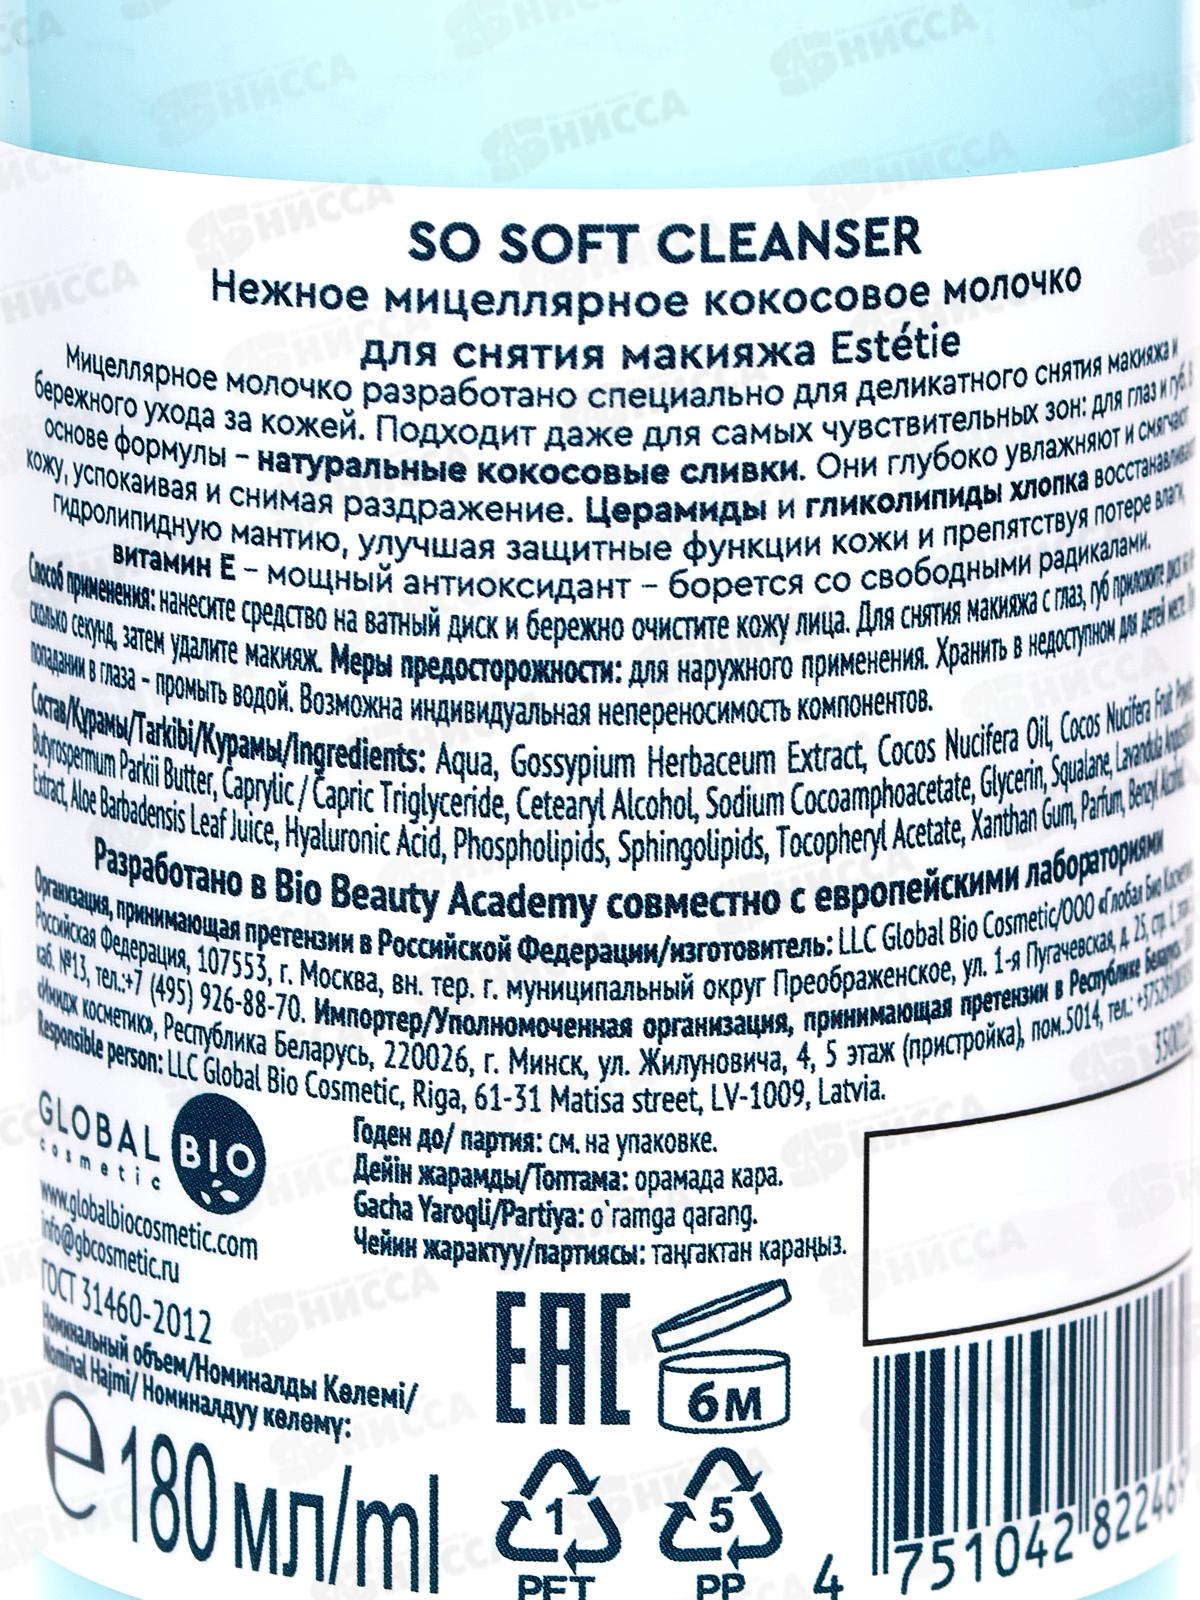 SO SOFT CLEANSER
Нежное мицеллярное кокосовое молочко
для снятия макияжа Estétie
Мицеллярное молочко разработано специально для деликатного снятия макияжа и
бережного ухода за кожей. Подходит даже для самых чувствительных зон: для глаз и губ. В
основе формулы – натуральные кокосовые сливки. Они глубоко увлажняют и смягчают
кожу, успокаивая и снимая раздражение. Церамиды и гликолипиды хлопка
гидролипидную мантию, улучшая защитные функции кожи и препятствуя потере влаги,
витамин Е – мощный антиоксидант – борется со свободными радикалами.
Способ применения: нанесите средство на ватный диск и бережно очистите кожу лица. Для снятия макияжа с глаз, губ приложите диск
сколько секунд, затем удалите макияж. Меры предосторожности: для наружного применения. Хранить в недоступном для детей месте.
попадании в глаза – промыть водой. Возможна индивидуальная непереносимость компонентов.
Состав/Құрамы/Tarkibi/Курамы/Ingredients: Aqua, Gossypium Herbaceum Extract, Cocos Nucifera Oil, Cocos Nucifera Fruit
Butyrospermum Parkii Butter, Caprylic / Capric Triglyceride, Cetearyl Alcohol, Sodium Cocoamphoacetate, Glycerin, Squalane, Lavandula
Extract, Aloe Barbadensis Leaf Juice, Hyaluronic Acid, Phospholipids, Sphingolipids, Tocopheryl Acetate, Xanthan Gum, Parfum, Benzyl Alcohol,
Разработано в Bio Beauty Academy совместно с европейскими лабораториями
Организация, принимающая претензии в Российской Федерации/изготовитель: LLC Global Bio Cosmetic/ООО «Глобал Био
Российская Федерация, 107553, г. Москва, вн. тер. г. муниципальный округ Преображенское, ул. 1-я Пугачевская, д. 25, стр. 1,
каб. №13, тел.:+7 (495) 926-88-70. Импортер/Уполномоченная организация, принимающая претензии в Республике Беларусь:
«Имидж косметик», Республика Беларусь, 220026, г. Минск, ул. Жилуновича, 4, 5 этаж (пристройка), пом.5014, тел.:
Responsible person: LLC Global Bio Cosmetic, Riga, 61-31 Matisa street, LV-1009, Latvia.
GLOBAL BIO
cosmetic
www.globalbiocosmetic.com
info@gbcosmetic.ru
ГОСТ 31460-2012
Годен до/ партия: см. на упаковке.
Дейін жарамды/Топтама: орамада кара.
Gacha Yaroqli/Partiya: o`ramga qarang.
Чейин жарактуу/партиясы: таңгактан караңыз.
Номинальный объем/Номиналды Көлемі/
Nominal Hajmi/ Номиналдуу көлөмү:
℮ 180 мл/ml
ЕАС
6М
1
PET
5
PP
4 751042 82246
НИССА